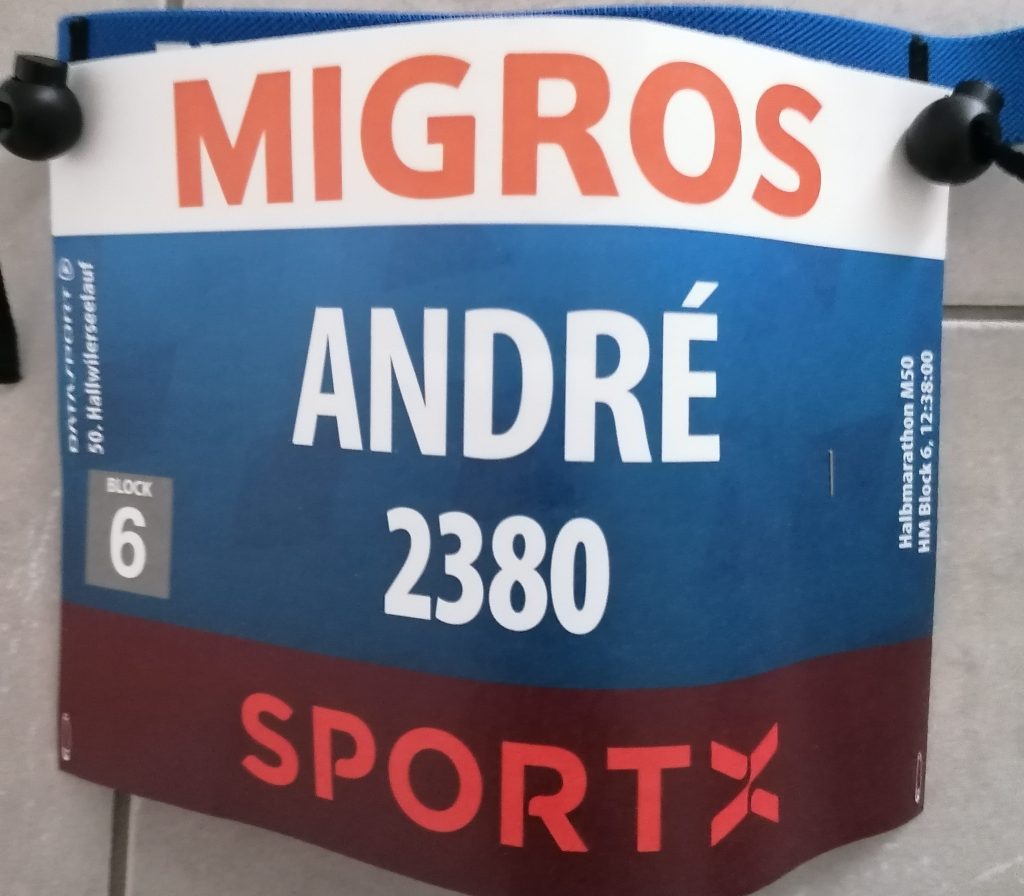 MIGROS
DATASPORT
50. Hallwilerseelauf
ANDRÉ
BLOCK
6
2380
Halbmarathon M50
HM Block 6, 12:38:00
SPORTX